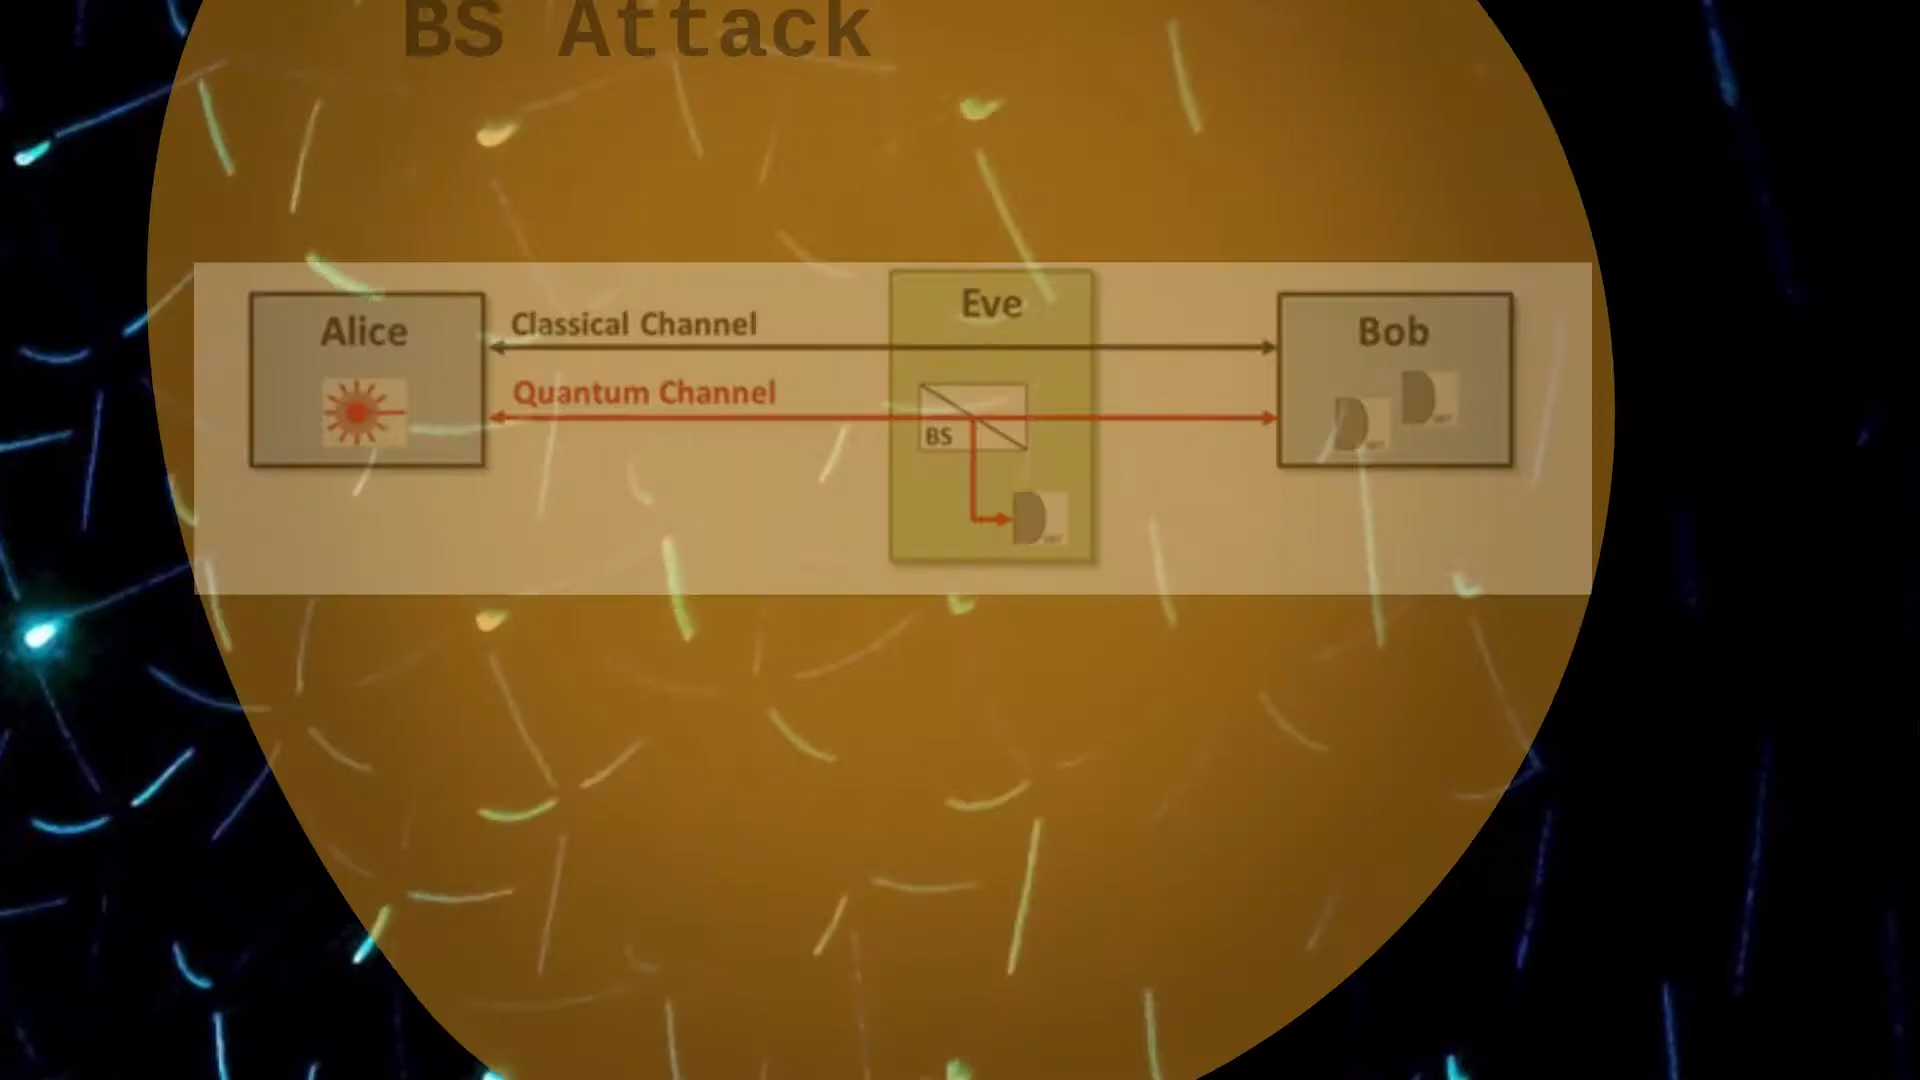 BS Attack
Eve
Alice
Classical Channel
Bob
Quantum Channel
BS